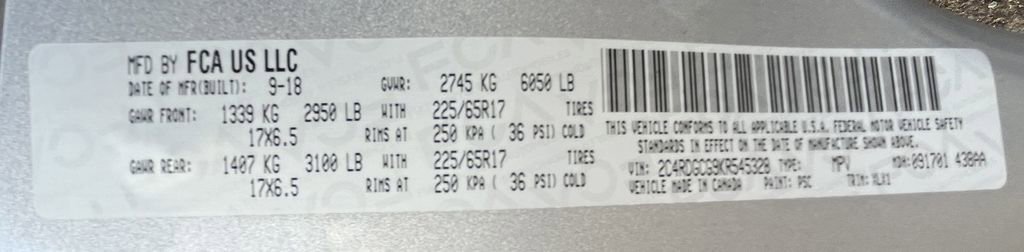 MFD BY FCA US LLC
DATE OF MFR(BUILT): 9-18 GVWR: 2745 KG 6050 LB
GAWR FRONT: 1339 KG 2950 LB WITH 225/65R17 TIRES
17X6.5 RIMS AT 250 KPA ( 36 PSI) COLD
GAWR REAR: 1407 KG 3100 LB WITH 225/65R17 TIRES
17X6.5 RIMS AT 250 KPA ( 36 PSI) COLD
THIS VEHICLE CONFORMS TO ALL APPLICABLE U.S.A. FEDERAL MOTOR VEHICLE SAFETY
STANDARDS IN EFFECT ON THE DATE OF MANUFACTURE SHOWN ABOVE.
VIN: 2C4RDGCG9KR545328 TYPE: MPV MDH: 091701 438AA
VEHICLE MADE IN CANADA PAINT: PSC TRIM: